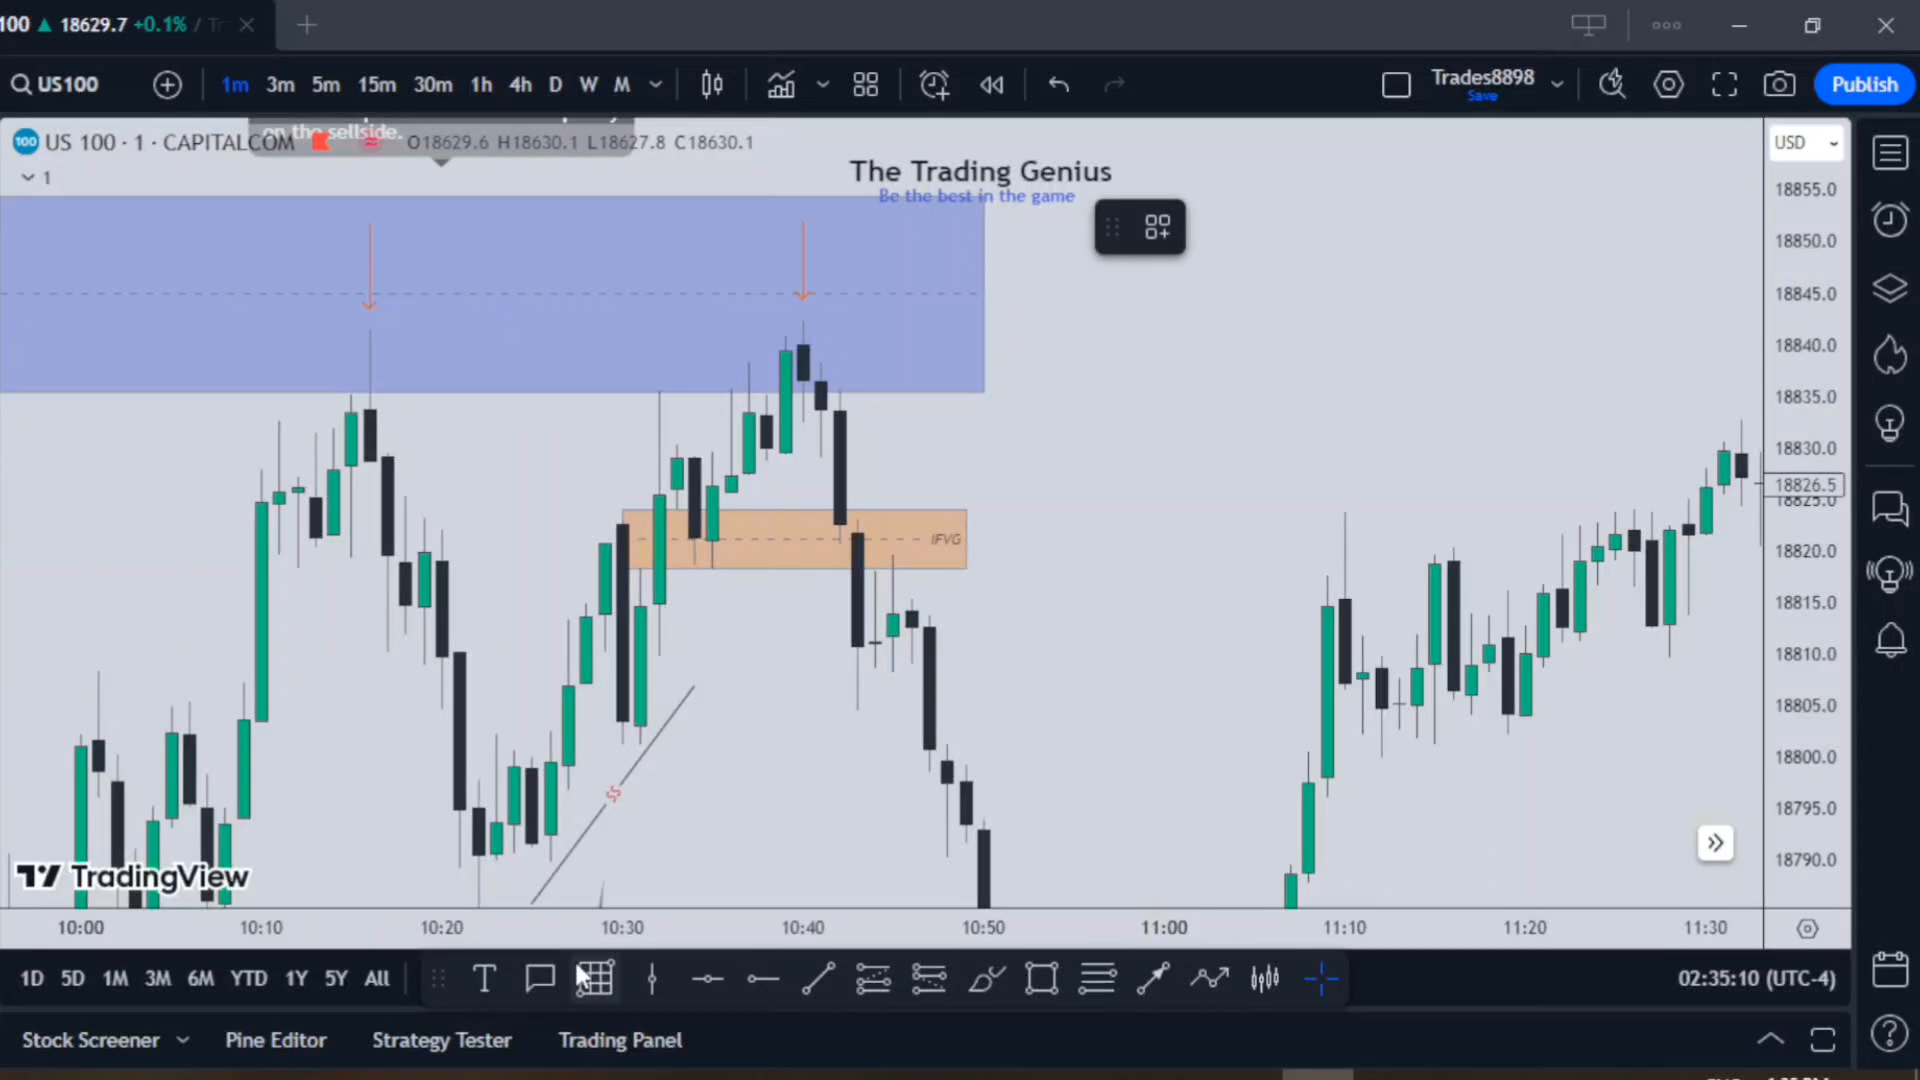 100 ▲ 18629.7 +0.1% /
US100 1m 3m 5m 15m 30m 1h 4h D W M Trades8898 Save Publish
on the sellside.
100 US 100 · 1 · CAPITALCOM O18629.6 H18630.1 L18627.8 C18630.1 USD
1
The Trading Genius
Be the best in the game
18855.0
18850.0
18845.0
18840.0
18835.0
18830.0
18826.5
18825.0
18820.0
18815.0
18810.0
18805.0
18800.0
18795.0
18790.0
IFVG
TradingView
10:00 10:10 10:20 10:30 10:40 10:50 11:00 11:10 11:20 11:30
1D 5D 1M 3M 6M YTD 1Y 5Y All 02:35:10 (UTC-4)
Stock Screener Pine Editor Strategy Tester Trading Panel